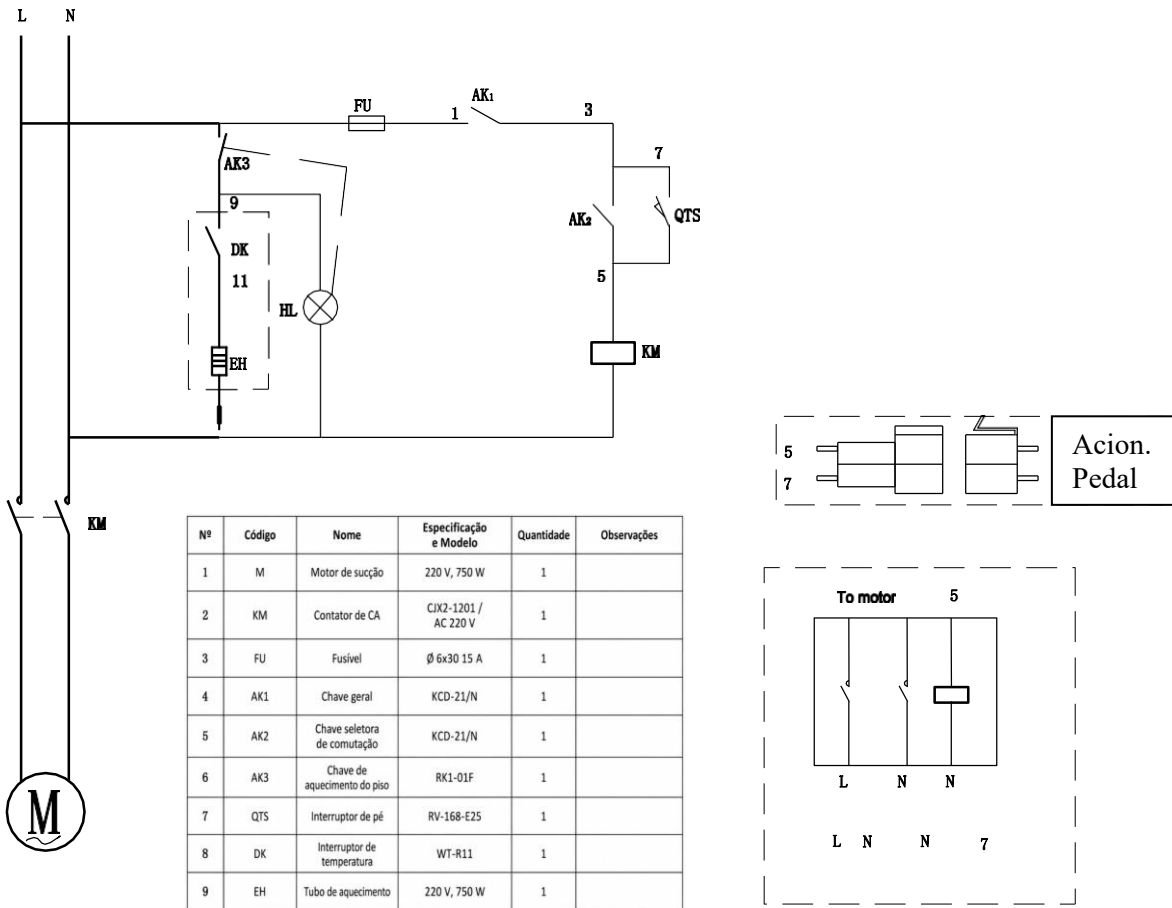 L N
FU
1
AK₁
3
AK3
7
9
AK₂
QTS
DK
5
11
HL
EH
KM
KM
M
5
7
Acion.
Pedal
Nº Código Nome Especificação e Modelo Quantidade Observações
1 M Motor de sucção 220 V, 750 W 1
2 KM Contator de CA CJX2-1201 / AC 220 V 1
3 FU Fusível Ø 6x30 15 A 1
4 AK1 Chave geral KCD-21/N 1
5 AK2 Chave seletora de comutação KCD-21/N 1
6 AK3 Chave de aquecimento do piso RK1-01F 1
7 QTS Interruptor de pé RV-168-E25 1
8 DK Interruptor de temperatura WT-R11 1
9 EH Tubo de aquecimento 220 V, 750 W 1
To motor 5
L N N
L N N 7